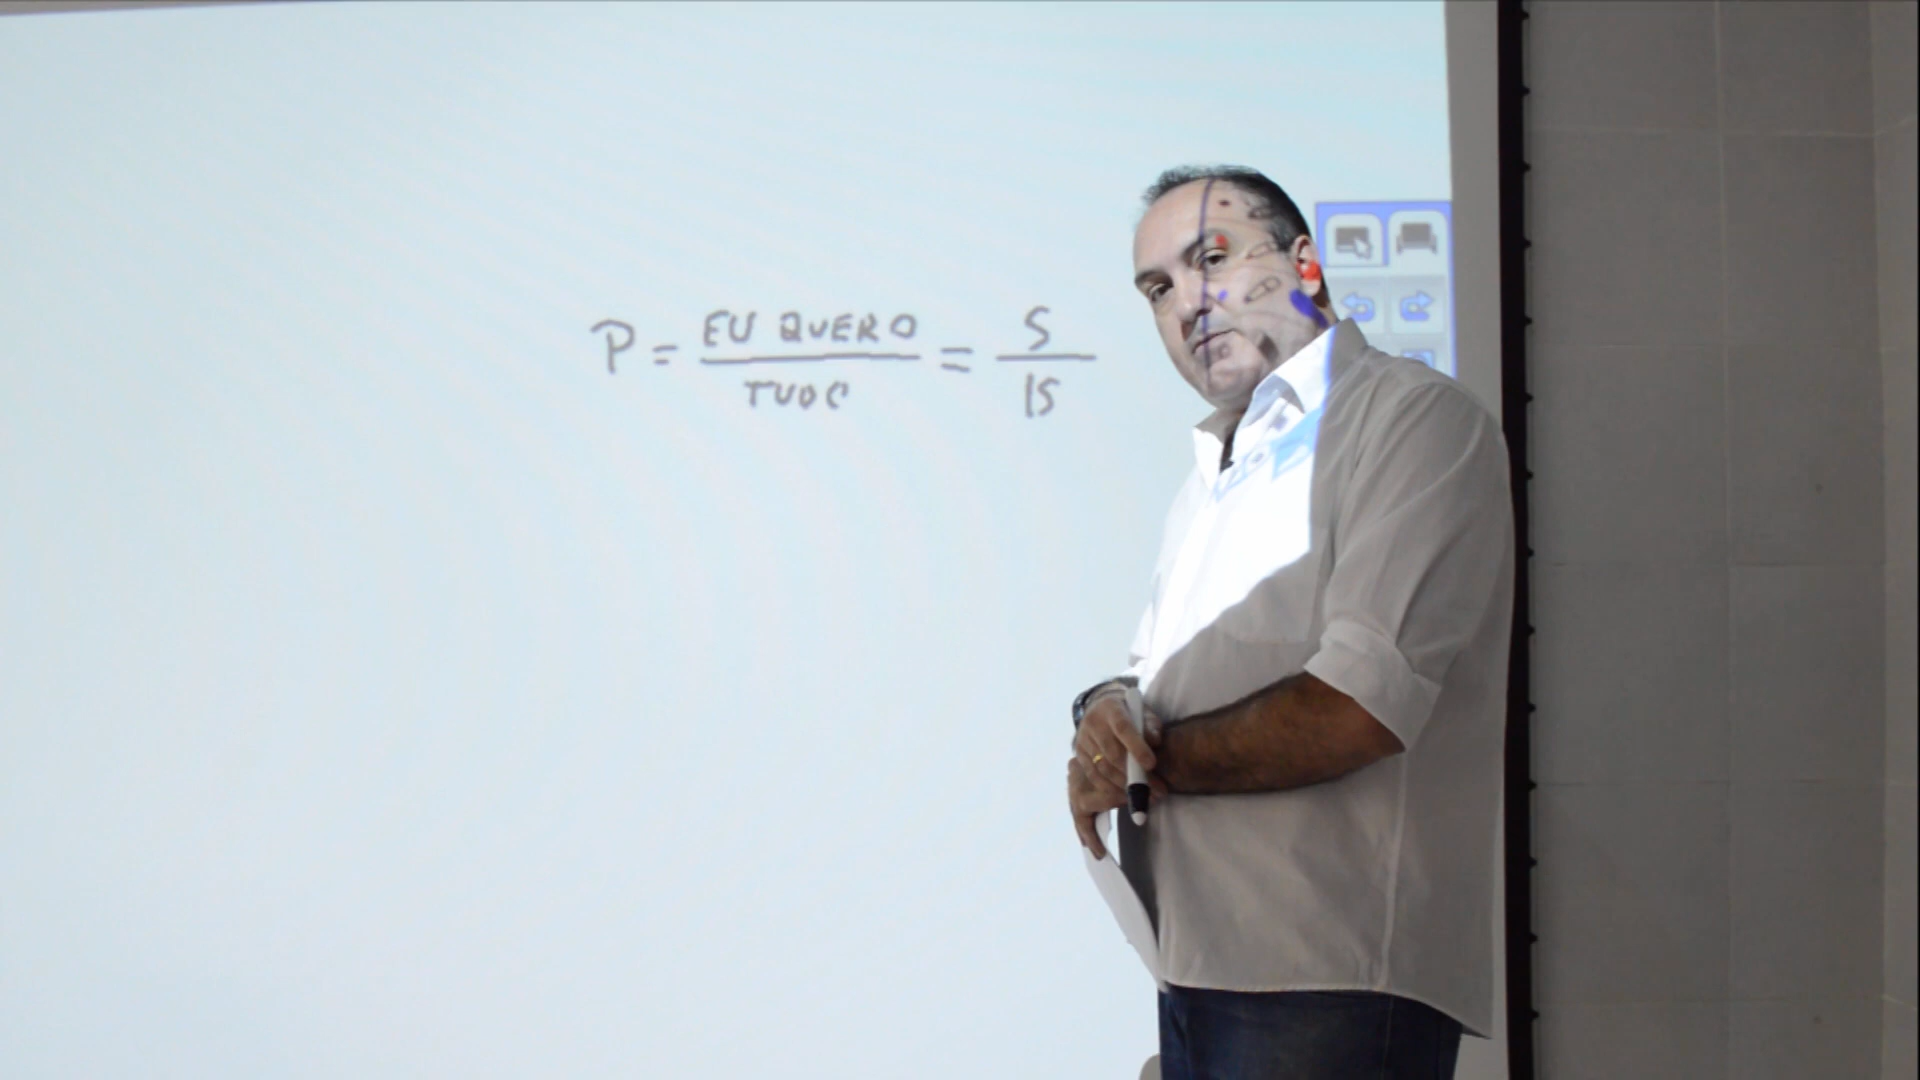 P = EU QUERO / TUDO = 5 / 15